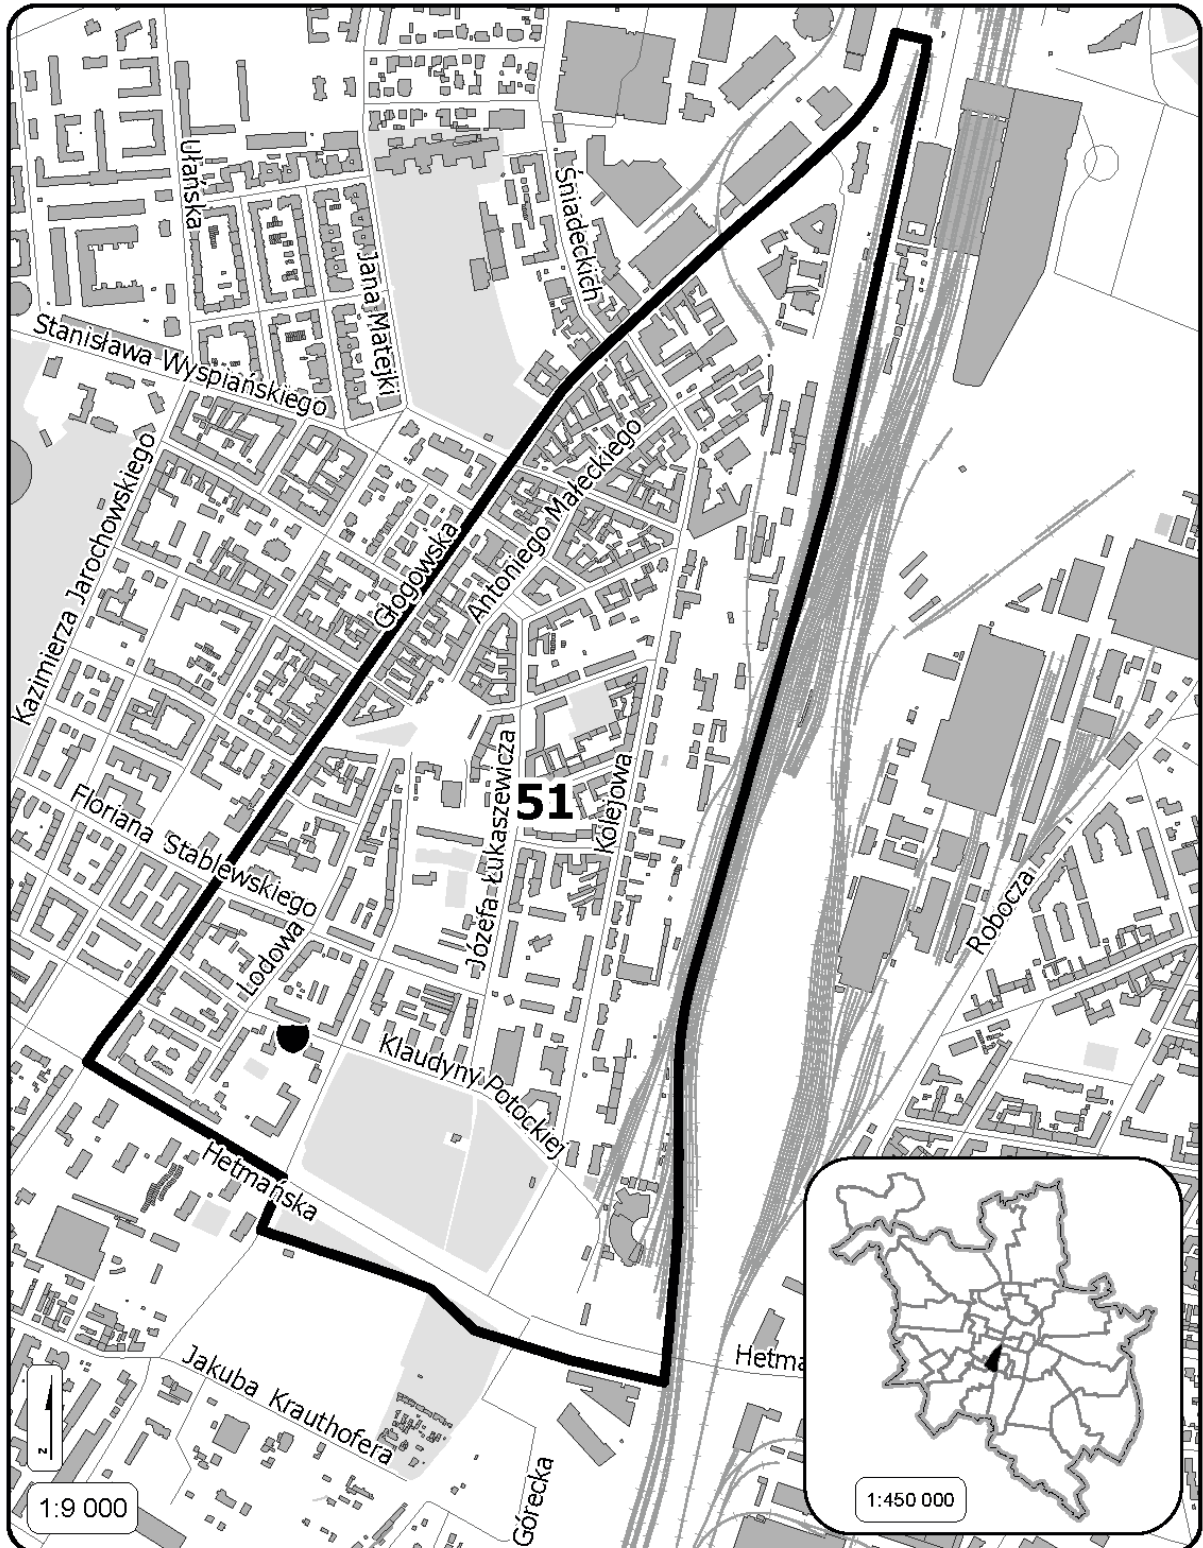 Ułańska
Śniadeckich
Jana Matejki
Stanisława Wyspiańskiego
Kazimierza Jarochowskiego
Antoniego Małeckiego
Głogowska
Józefa Łukaszewicza
51
Kolejowa
Floriana Stablewskiego
Lodowa
Robocza
Klaudyny Potockiej
Hetmańska
Hetma
Jakuba Krauthofera
Górecka
z
1:9 000
1:450 000